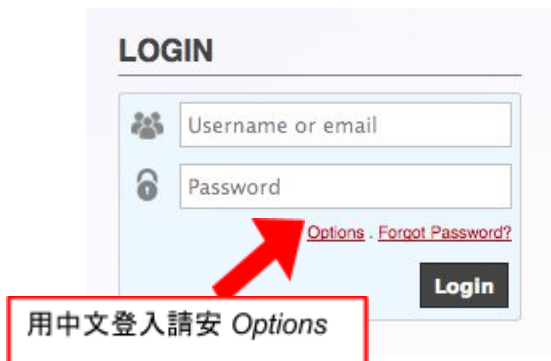 LOGIN
Username or email
Password
Options . Forgot Password?
Login
用中文登入請安 Options